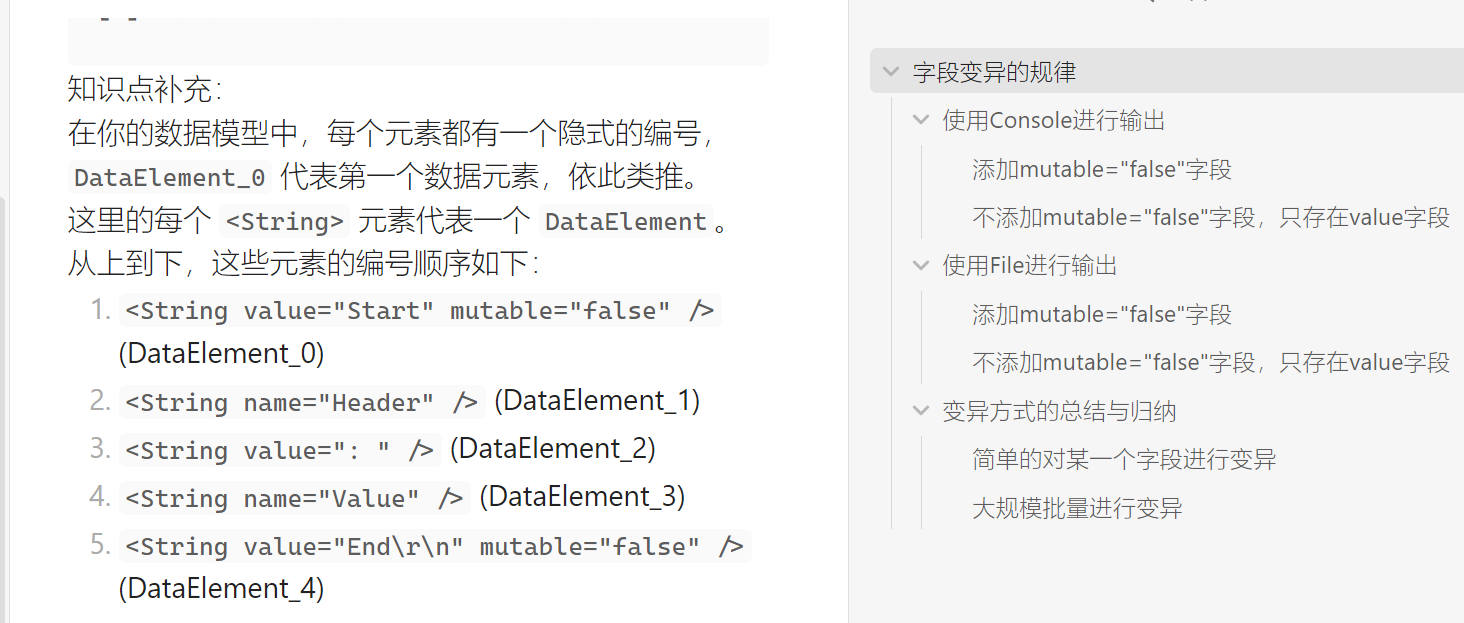 知识点补充：
在你的数据模型中，每个元素都有一个隐式的编号，
DataElement_0 代表第一个数据元素，依此类推。
这里的每个 <String> 元素代表一个 DataElement。
从上到下，这些元素的编号顺序如下：
1. <String value="Start" mutable="false" />
(DataElement_0)
2. <String name="Header" /> (DataElement_1)
3. <String value=": " /> (DataElement_2)
4. <String name="Value" /> (DataElement_3)
5. <String value="End\r\n" mutable="false" />
(DataElement_4)
字段变异的规律
使用Console进行输出
添加mutable="false"字段
不添加mutable="false"字段，只存在value字段
使用File进行输出
添加mutable="false"字段
不添加mutable="false"字段，只存在value字段
变异方式的总结与归纳
简单的对某一个字段进行变异
大规模批量进行变异